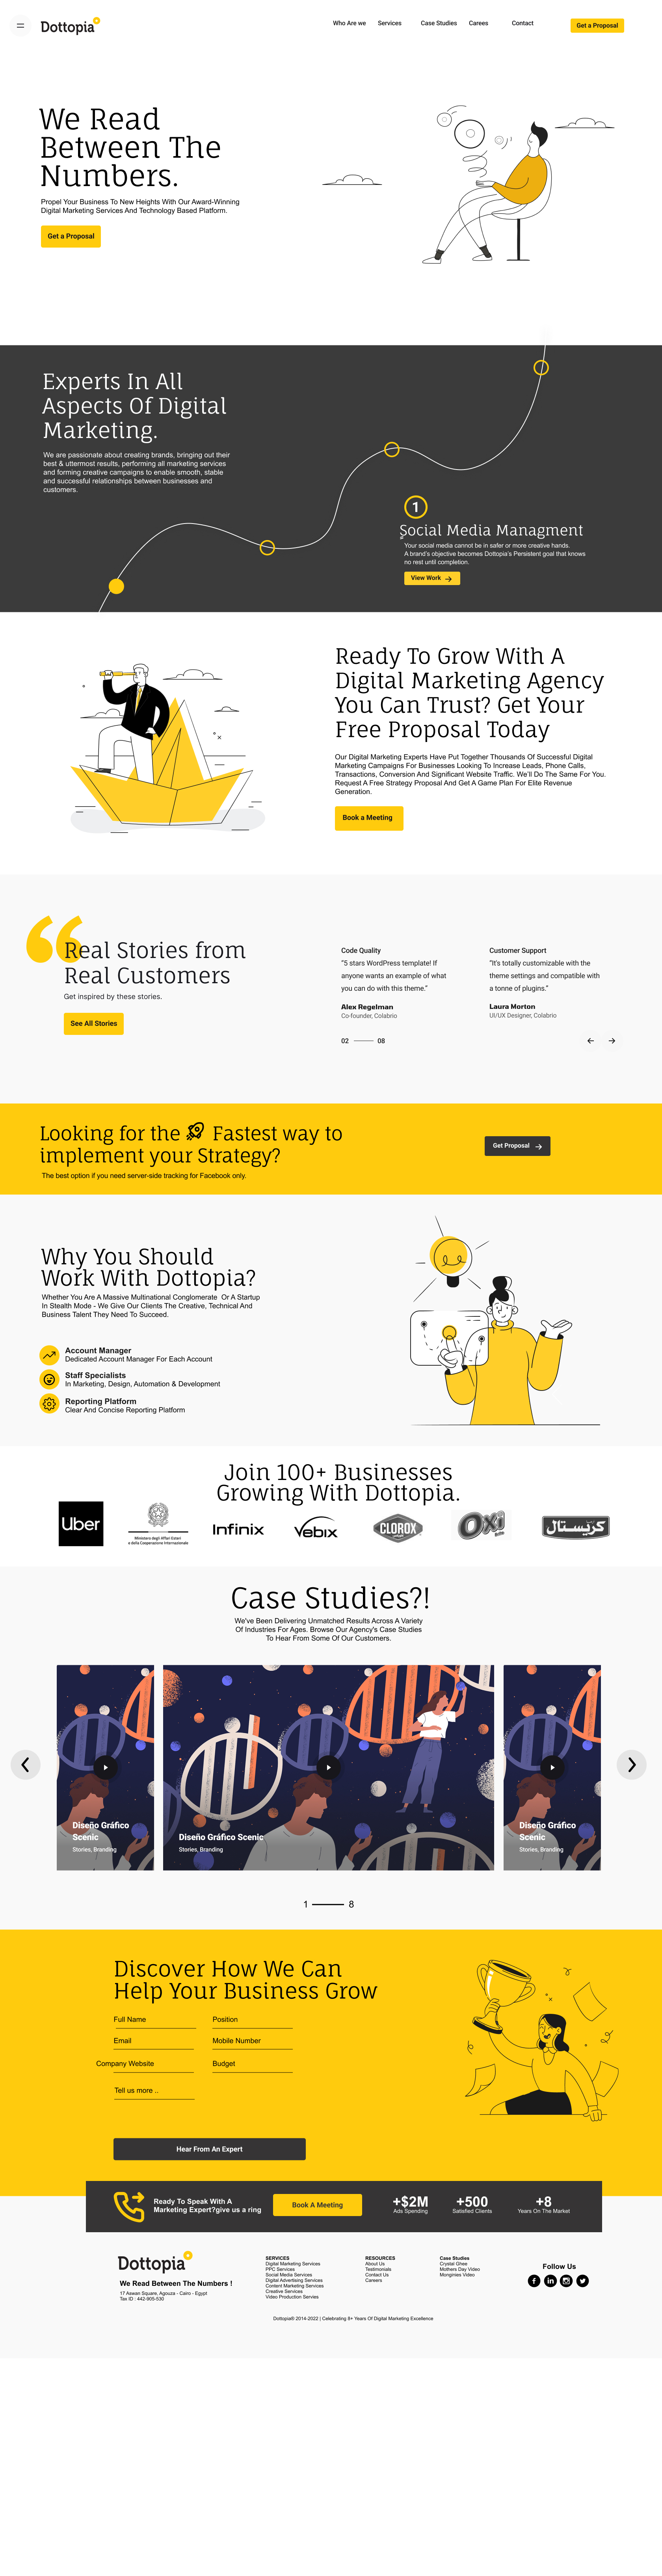 Dottopia
Who Are we
Services
Case Studies
Carees
Contact
Get a Proposal
We Read
Between The
Numbers.
Propel Your Business To New Heights With Our Award-Winning
Digital Marketing Services And Technology Based Platform.
Get a Proposal
Experts In All
Aspects Of Digital
Marketing.
We are passionate about creating brands, bringing out their
best & uttermost results, performing all marketing services
and forming creative campaigns to enable smooth, stable
and successful relationships between businesses and
customers.
1
Social Media Managment
Your social media cannot be in safer or more creative hands.
A brand's objective becomes Dottopia's Persistent goal that knows
no rest until completion.
View Work
Ready To Grow With A
Digital Marketing Agency
You Can Trust? Get Your
Free Proposal Today
Our Digital Marketing Experts Have Put Together Thousands Of Successful Digital
Marketing Campaigns For Businesses Looking To Increase Leads, Phone Calls,
Transactions, Conversion And Significant Website Traffic. We'll Do The Same For You.
Request A Free Strategy Proposal And Get A Game Plan For Elite Revenue
Generation.
Book a Meeting
Real Stories from
Real Customers
Get inspired by these stories.
See All Stories
Code Quality
"5 stars WordPress template! If
anyone wants an example of what
you can do with this theme."
Alex Regelman
Co-founder, Colabrio
Customer Support
"It's totally customizable with the
theme settings and compatible with
a tonne of plugins."
Laura Morton
UI/UX Designer, Colabrio
02
08
Looking for the Fastest way to
implement your Strategy?
The best option if you need server-side tracking for Facebook only.
Get Proposal
Why You Should
Work With Dottopia?
Whether You Are A Massive Multinational Conglomerate Or A Startup
In Stealth Mode - We Give Our Clients The Creative, Technical And
Business Talent They Need To Succeed.
Account Manager
Dedicated Account Manager For Each Account
Staff Specialists
In Marketing, Design, Automation & Development
Reporting Platform
Clear And Concise Reporting Platform
Join 100+ Businesses
Growing With Dottopia.
Uber
Ministero degli Affari Esteri
e della Cooperazione Internazionale
Infinix
Vebix
CLOROX
Oxi
كريستال
Case Studies?!
We've Been Delivering Unmatched Results Across A Variety
Of Industries For Ages. Browse Our Agency's Case Studies
To Hear From Some Of Our Customers.
Diseño Gráfico
Scenic
Stories, Branding
Diseño Gráfico Scenic
Stories, Branding
Diseño Gráfico
Scenic
Stories, Branding
1
8
Discover How We Can
Help Your Business Grow
Full Name
Position
Email
Mobile Number
Company Website
Budget
Tell us more ..
Hear From An Expert
Ready To Speak With A
Marketing Expert?give us a ring
Book A Meeting
+$2M
Ads Spending
+500
Satisfied Clients
+8
Years On The Market
Dottopia
We Read Between The Numbers !
17 Aswan Square, Agouza - Cairo - Egypt
Tax ID : 442-905-530
SERVICES
Digital Marketing Services
PPC Services
Social Media Services
Digital Advertising Services
Content Marketing Services
Creative Services
Video Production Servies
RESOURCES
About Us
Testimonials
Contact Us
Careers
Case Studies
Crystal Ghee
Mothers Day Video
Monginies Video
Follow Us
Dottopia® 2014-2022 | Celebrating 8+ Years Of Digital Marketing Excellence